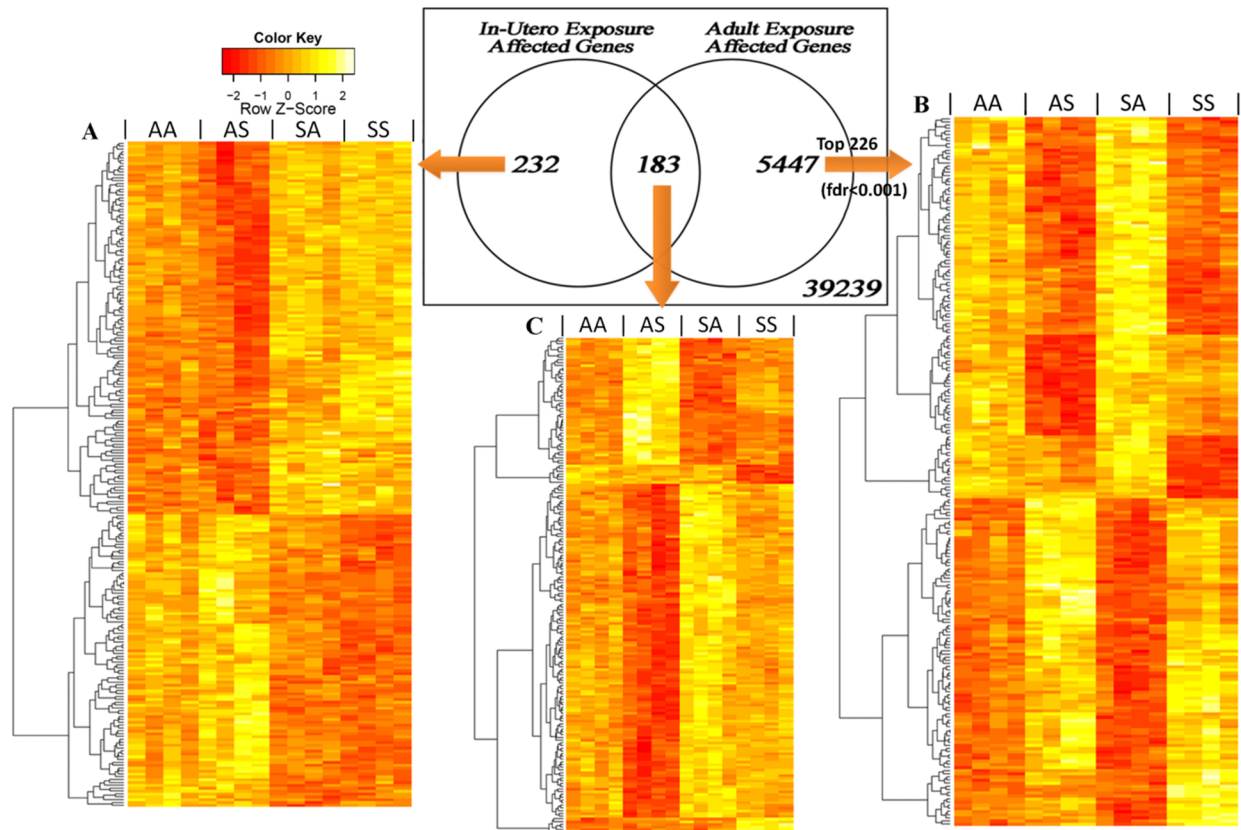 Color Key
−2 −1 0 1 2
Row Z−Score
In-Utero Exposure
Affected Genes
Adult Exposure
Affected Genes
232
183
5447
Top 226
(fdr<0.001)
39239
A
| AA | AS | SA | SS |
B
| AA | AS | SA | SS |
C
| AA | AS | SA | SS |